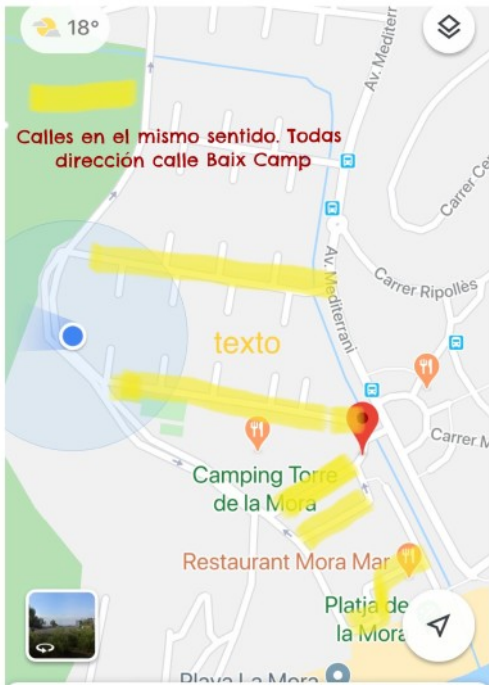 18°
Calles en el mismo sentido. Todas
dirección calle Baix Camp
Av. Mediterr
Carrer Cer
Av. Mediterrani
Carrer Ripollès
texto
Carrer M
Camping Torre
de la Mora
Restaurant Mora Mar
Platja de
la Mora
Playa La Mora